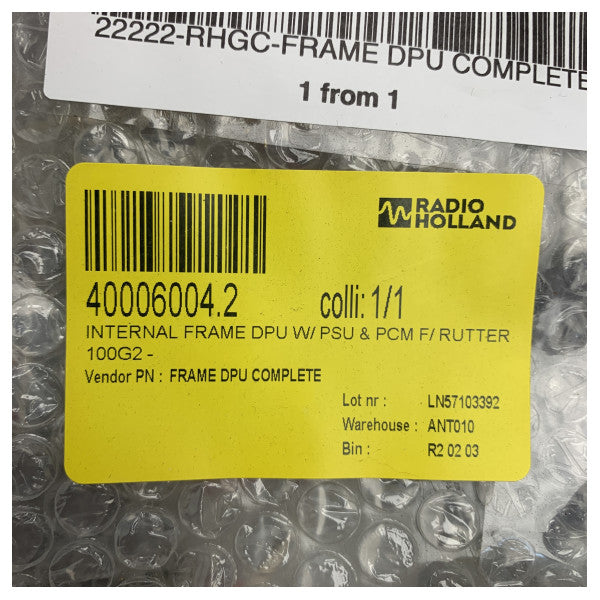 22222-RHGC-FRAME DPU COMPLETE
1 from 1
RADIO
HOLLAND
40006004.2 colli: 1/1
INTERNAL FRAME DPU W/ PSU & PCM F/ RUTTER
100G2 -
Vendor PN : FRAME DPU COMPLETE
Lot nr : LN57103392
Warehouse : ANT010
Bin : R2 02 03